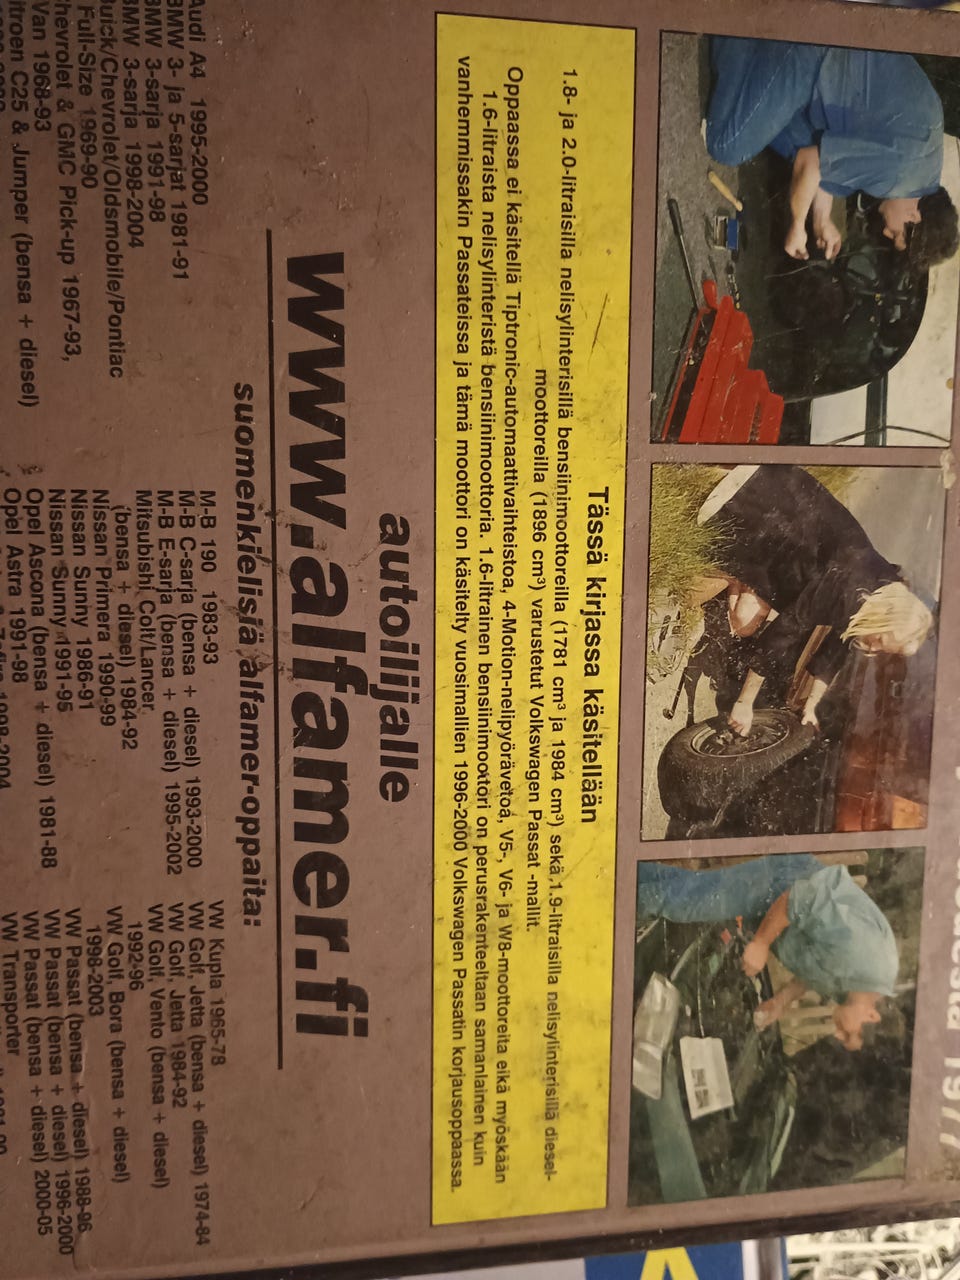 1977
Tässä kirjassa käsitellään
1.8- ja 2.0-litraisilla nelisylinterisillä bensiinimoottoreilla (1781 cm³ ja 1984 cm³) sekä 1.9-litraisilla nelisylinterisillä diesel-
moottoreilla (1896 cm³) varustetut Volkswagen Passat -mallit.
Oppaassa ei käsitellä Tiptronic-automaattivaihteistoa, 4-Motion-nelipyörävetoa, V5-, V6- ja W8-moottoreita eikä myöskään
1.6-litraista nelisylinteristä bensiinimoottoria. 1.6-litrainen bensiinimoottori on perusrakenteeltaan samanlainen kuin
vanhemmissakin Passateissa ja tämä moottori on käsitelty vuosimallien 1996-2000 Volkswagen Passatin korjausoppaassa.
autoilijalle
www.alfamer.fi
suomenkielisiä alfamer-oppaita:
Audi A4 1995-2000
BMW 3- ja 5-sarjat 1981-91
BMW 3-sarja 1991-98
BMW 3-sarja 1998-2004
Buick/Chevrolet/Oldsmobile/Pontiac
Full-Size 1969-90
Chevrolet & GMC Pick-up 1967-93,
Van 1968-93
Citroen C25 & Jumper (bensa + diesel)
M-B 190 1983-93
M-B C-sarja (bensa + diesel) 1993-2000
M-B E-sarja (bensa + diesel) 1995-2002
Mitsubishi Colt/Lancer
(bensa + diesel) 1984-92
Nissan Primera 1990-99
Nissan Sunny 1986-91
Nissan Sunny 1991-95
Opel Ascona (bensa + diesel) 1981-88
Opel Astra 1991-98
1998-2004
VW Kupla 1965-78
VW Golf, Jetta (bensa + diesel) 1974-84
VW Golf, Jetta 1984-92
VW Golf, Vento (bensa + diesel)
1992-96
VW Golf, Bora (bensa + diesel)
1998-2003
VW Passat (bensa + diesel) 1988-96
VW Passat (bensa + diesel) 1996-2000
VW Passat (bensa + diesel) 2000-05
VW Transporter